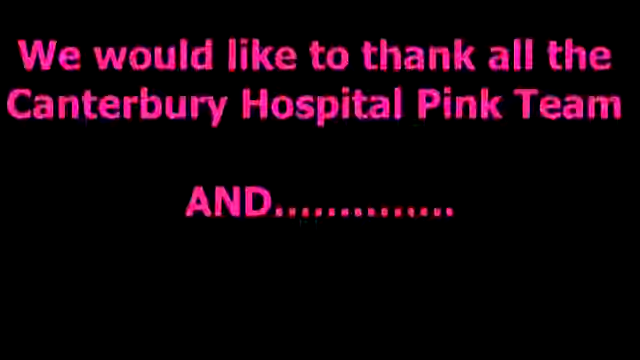 We would like to thank all the
Canterbury Hospital Pink Team
AND..............